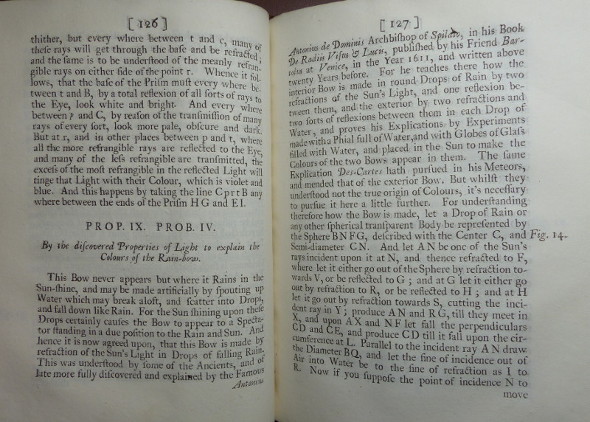 [ 126 ]
thither, but every where between t and c, many of
theſe rays will get through the baſe and be refracted,
and the ſame is to be underſtood of the meanly refran-
gible rays on either ſide of the point r. Whence it fol-
lows, that the baſe of the Priſm muſt every where be-
tween t and B, by a total reflexion of all ſorts of rays to
the Eye, look white and bright. And every where
between p and C, by reaſon of the tranſmiſſion of many
rays of every ſort, look more pale, obſcure and dark.
But at r, and in other places between p and t, where
all the more refrangible rays are reflected to the Eye,
and many of the leſs refrangible are tranſmitted, the
exceſs of the moſt refrangible in the reflected Light will
tinge that Light with their Colour, which is violet and
blue. And this happens by taking the line C p r t B any
where between the ends of the Priſm H G and E I.
PROP. IX. PROB. IV.
By the diſcovered Properties of Light to explain the
Colours of the Rain-bow.
This Bow never appears but where it Rains in the
Sun-ſhine, and may be made artificially by ſpouting up
Water which may break aloft, and ſcatter into Drops,
and fall down like Rain. For the Sun ſhining upon theſe
Drops certainly cauſes the Bow to appear to a Specta-
tor ſtanding in a due poſition to the Rain and Sun. And
hence it is now agreed upon, that this Bow is made by
refraction of the Sun's Light in Drops of falling Rain.
This was underſtood by ſome of the Ancients, and of
late more fully diſcovered and explained by the Famous
Antonius
[ 127 ]
Antonius de Dominis Archbiſhop of Spilato, in his Book
De Radiis Viſus & Lucis, publiſhed by his Friend Bar-
tolus at Venice, in the Year 1611, and written above
twenty Years before. For he teaches there how the
interior Bow is made in round Drops of Rain by two
refractions of the Sun's Light, and one reflexion be-
tween them, and the exterior by two refractions and
two ſorts of reflexions between them in each Drop of
Water, and proves his Explications by Experiments
made with a Phial full of Water, and with Globes of Glaſs
filled with Water, and placed in the Sun to make the
Colours of the two Bows appear in them. The ſame
Explication Des-Cartes hath purſued in his Meteors,
and mended that of the exterior Bow. But whilſt they
underſtood not the true origin of Colours, it's neceſſary
to purſue it here a little further. For underſtanding
therefore how the Bow is made, let a Drop of Rain or
any other ſpherical tranſparent Body be repreſented by
the Sphere B N F G, deſcribed with the Center C, and Fig. 14.
Semi-diameter C N. And let A N be one of the Sun's
rays incident upon it at N, and thence refracted to F,
where let it either go out of the Sphere by refraction to-
wards V, or be reflected to G ; and at G let it either go
out by refraction to R, or be reflected to H ; and at H
let it go out by refraction towards S, cutting the inci-
dent ray in Y ; produce A N and R G, till they meet in
X, and upon A X and N F let fall the perpendiculars
C D and C E, and produce C D till it fall upon the cir-
cumference at L. Parallel to the incident ray A N draw
the Diameter B Q, and let the ſine of incidence out of
Air into Water be to the ſine of refraction as I to
R. Now if you ſuppoſe the point of incidence N to
move